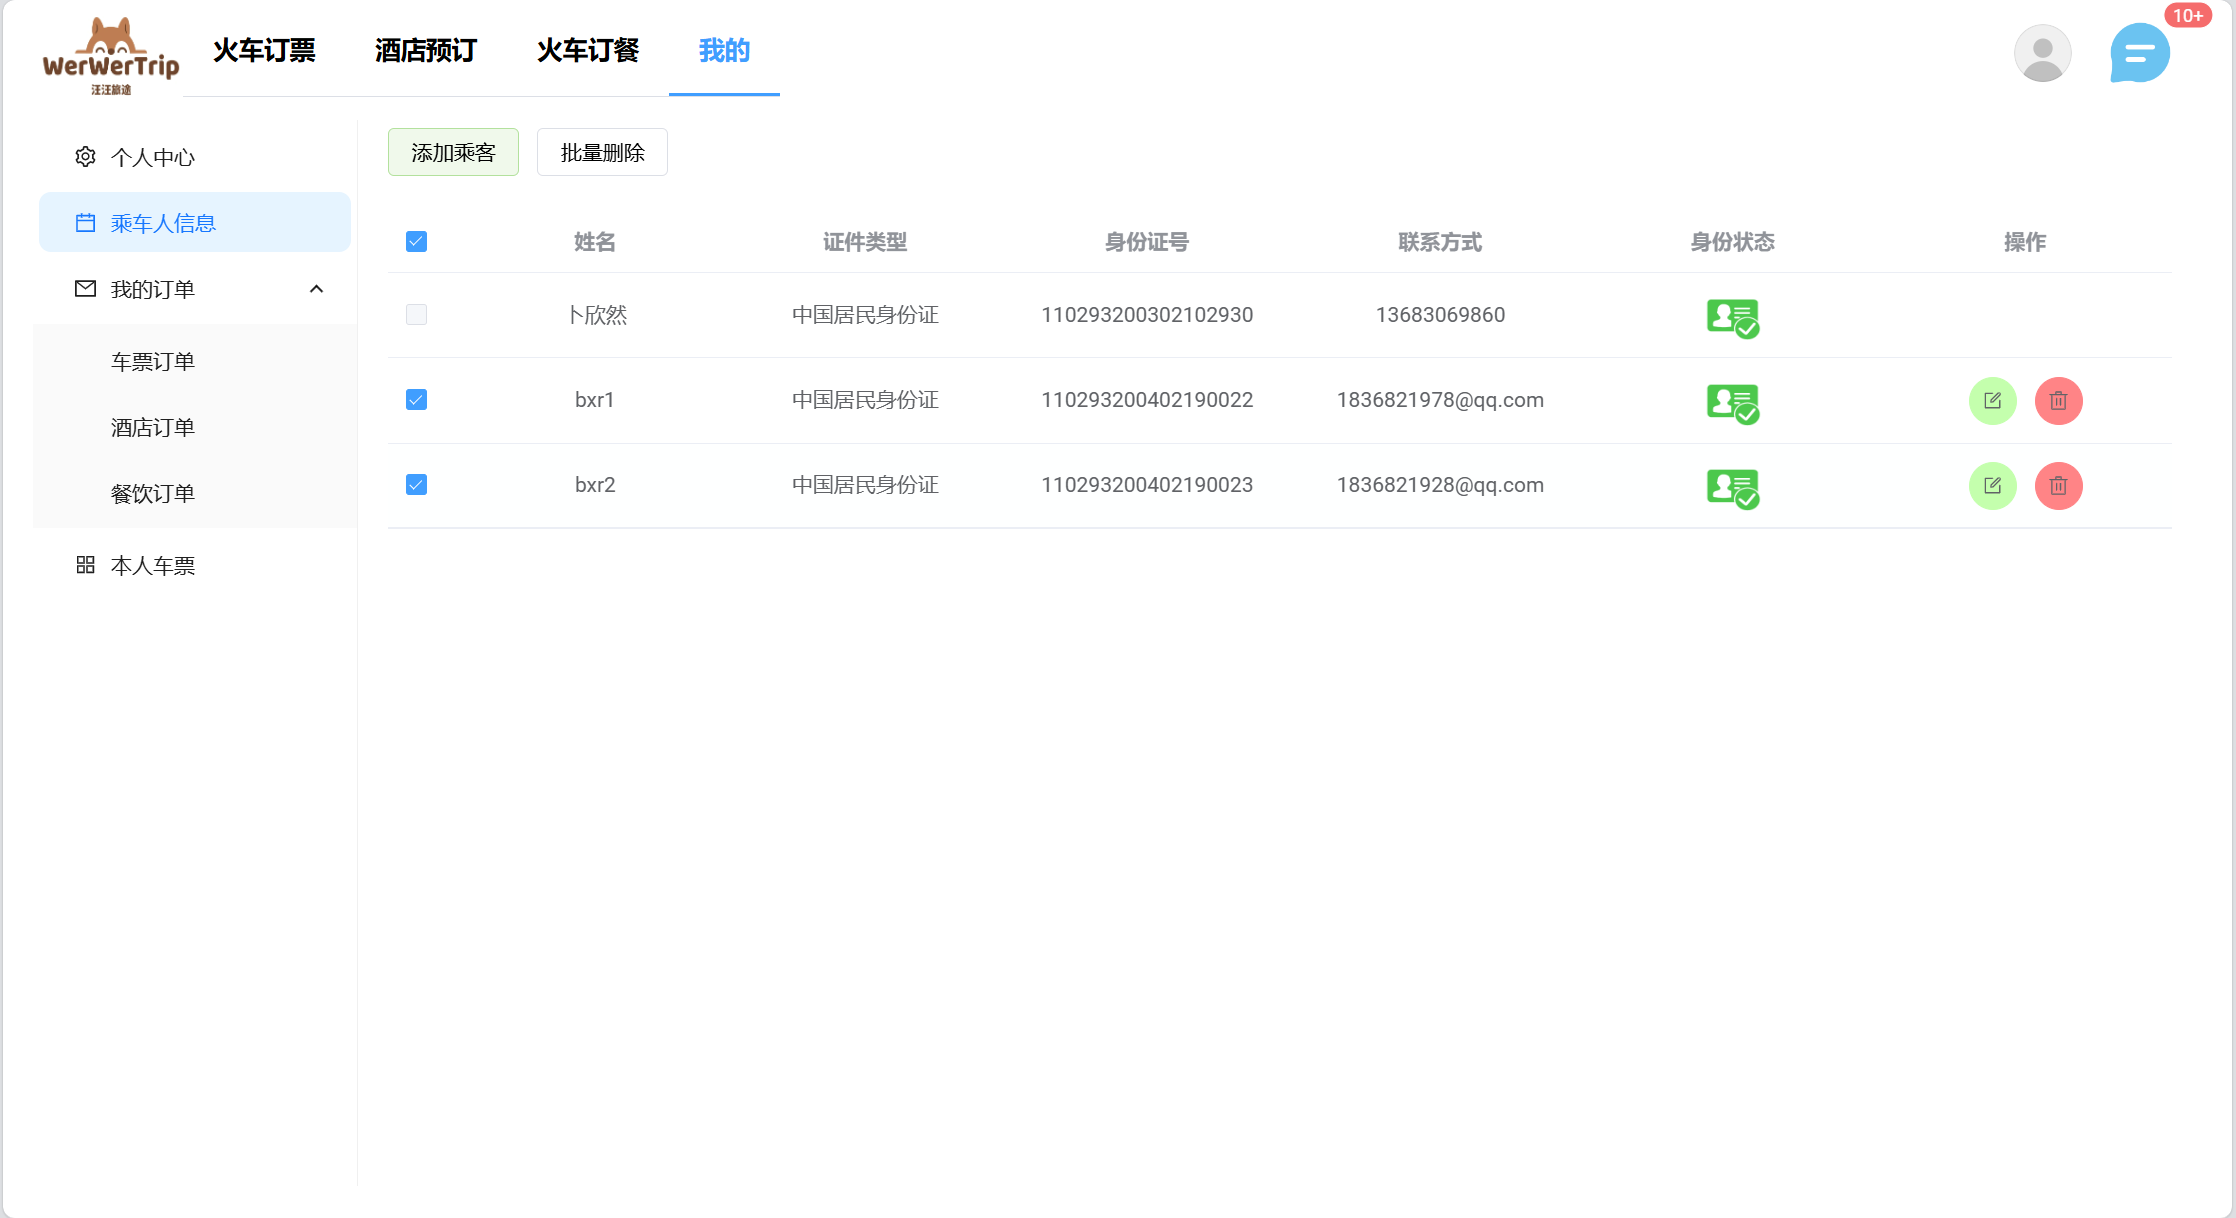 WerWerTrip
汪汪旅途
火车订票 酒店预订 火车订餐 我的
10+
个人中心
乘车人信息
我的订单
车票订单
酒店订单
餐饮订单
本人车票
添加乘客 批量删除
姓名 证件类型 身份证号 联系方式 身份状态 操作
卜欣然 中国居民身份证 110293200302102930 13683069860
bxr1 中国居民身份证 110293200402190022 1836821978@qq.com
bxr2 中国居民身份证 110293200402190023 1836821928@qq.com